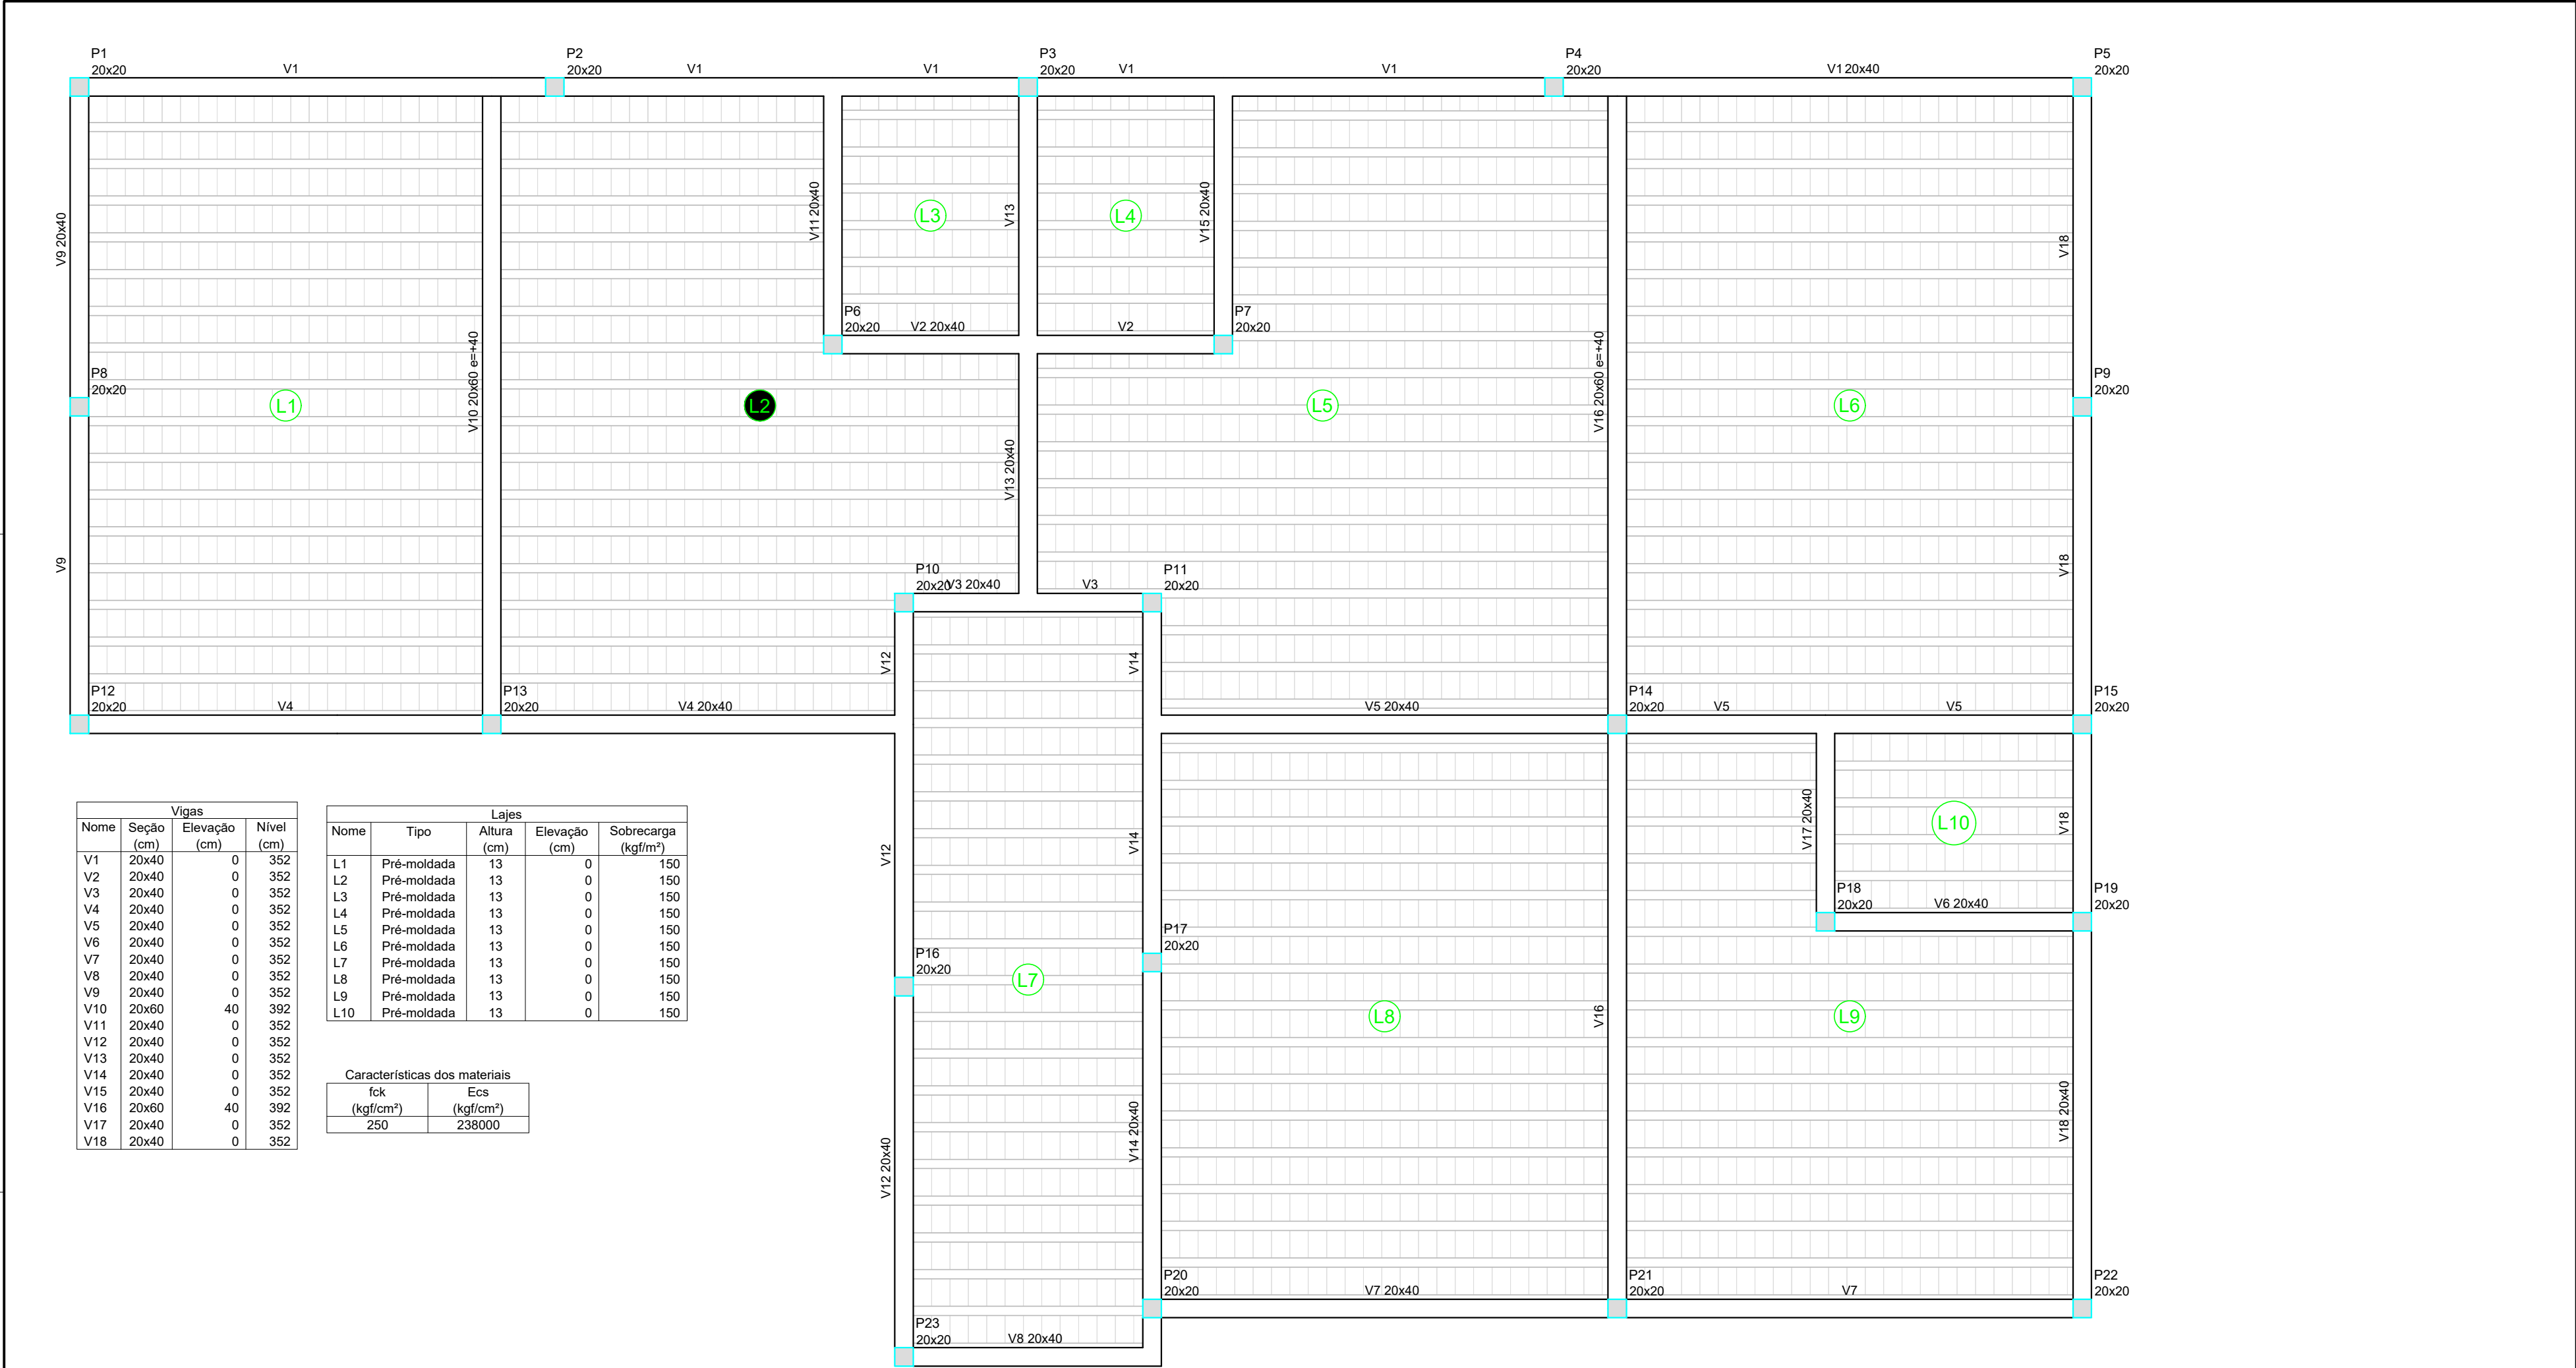 P1 P2 P3 P4 P5
20x20 V1 20x20 V1 V1 20x20 V1 V1 20x20 V1 20x40 20x20
V9 20x40 V11 20x40 L3 V13 L4 V15 20x40 V18
P6 P7
20x20 V2 20x40 V2 20x20
P8 P9
20x20 20x20
L1 V10 20x60 e=+40 L2 L5 V16 20x60 e=+40 L6
V13 20x40
V9 V18
P10 P11
20x20 V3 20x40 V3 20x20
V12 V14
P12 P13 P14 P15
20x20 V4 20x20 V4 20x40 V5 20x40 20x20 V5 V5 20x20
V17 20x40 L10 V18
V12 V14
P18 P19
20x20 V6 20x40 20x20
P17
20x20
P16
20x20
L7 L8 V16 L9
V12 20x40 V14 20x40 V18 20x40
P20 P21 P22
20x20 V7 20x40 20x20 V7 20x20
P23
20x20 V8 20x40
Vigas
Nome Seção Elevação Nível
(cm) (cm) (cm)
V1 20x40 0 352
V2 20x40 0 352
V3 20x40 0 352
V4 20x40 0 352
V5 20x40 0 352
V6 20x40 0 352
V7 20x40 0 352
V8 20x40 0 352
V9 20x40 0 352
V10 20x60 40 392
V11 20x40 0 352
V12 20x40 0 352
V13 20x40 0 352
V14 20x40 0 352
V15 20x40 0 352
V16 20x60 40 392
V17 20x40 0 352
V18 20x40 0 352
Lajes
Nome Tipo Altura Elevação Sobrecarga
(cm) (cm) (kgf/m²)
L1 Pré-moldada 13 0 150
L2 Pré-moldada 13 0 150
L3 Pré-moldada 13 0 150
L4 Pré-moldada 13 0 150
L5 Pré-moldada 13 0 150
L6 Pré-moldada 13 0 150
L7 Pré-moldada 13 0 150
L8 Pré-moldada 13 0 150
L9 Pré-moldada 13 0 150
L10 Pré-moldada 13 0 150
Características dos materiais
fck Ecs
(kgf/cm²) (kgf/cm²)
250 238000